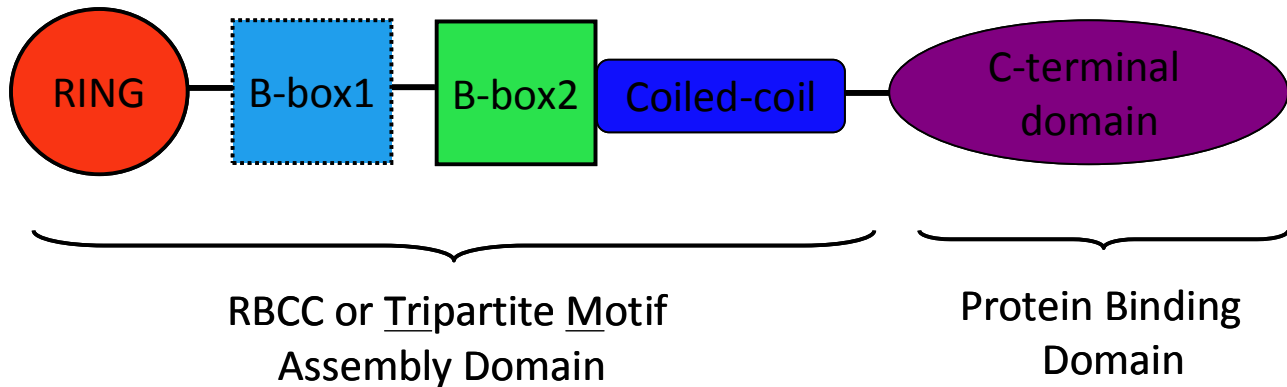 RING
B-box1
B-box2
Coiled-coil
C-terminal
domain
RBCC or Tripartite Motif
Assembly Domain
Protein Binding
Domain